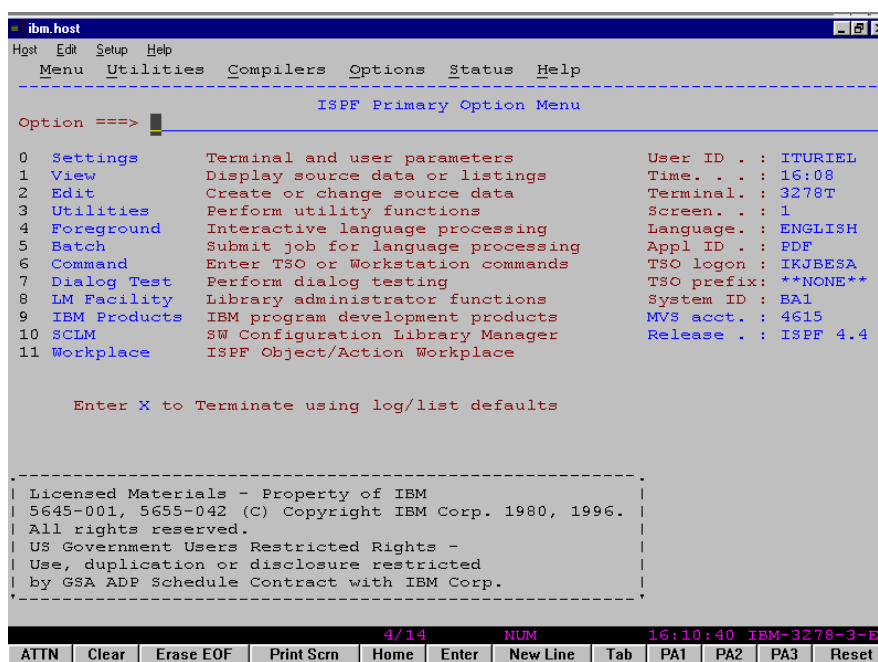 ibm.host
Host Edit Setup Help
Menu Utilities Compilers Options Status Help
ISPF Primary Option Menu
Option ===>
0 Settings Terminal and user parameters User ID . : ITURIEL
1 View Display source data or listings Time. . . : 16:08
2 Edit Create or change source data Terminal. : 3278T
3 Utilities Perform utility functions Screen. . : 1
4 Foreground Interactive language processing Language. : ENGLISH
5 Batch Submit job for language processing Appl ID . : PDF
6 Command Enter TSO or Workstation commands TSO logon : IKJBESA
7 Dialog Test Perform dialog testing TSO prefix: **NONE**
8 LM Facility Library administrator functions System ID : BA1
9 IBM Products IBM program development products MVS acct. : 4615
10 SCLM SW Configuration Library Manager Release . : ISPF 4.4
11 Workplace ISPF Object/Action Workplace
Enter X to Terminate using log/list defaults
Licensed Materials - Property of IBM
5645-001, 5655-042 (C) Copyright IBM Corp. 1980, 1996.
All rights reserved.
US Government Users Restricted Rights -
Use, duplication or disclosure restricted
by GSA ADP Schedule Contract with IBM Corp.
4/14 NUM 16:10:40 IBM-3278-3-E
ATTN Clear Erase EOF Print Scrn Home Enter New Line Tab PA1 PA2 PA3 Reset